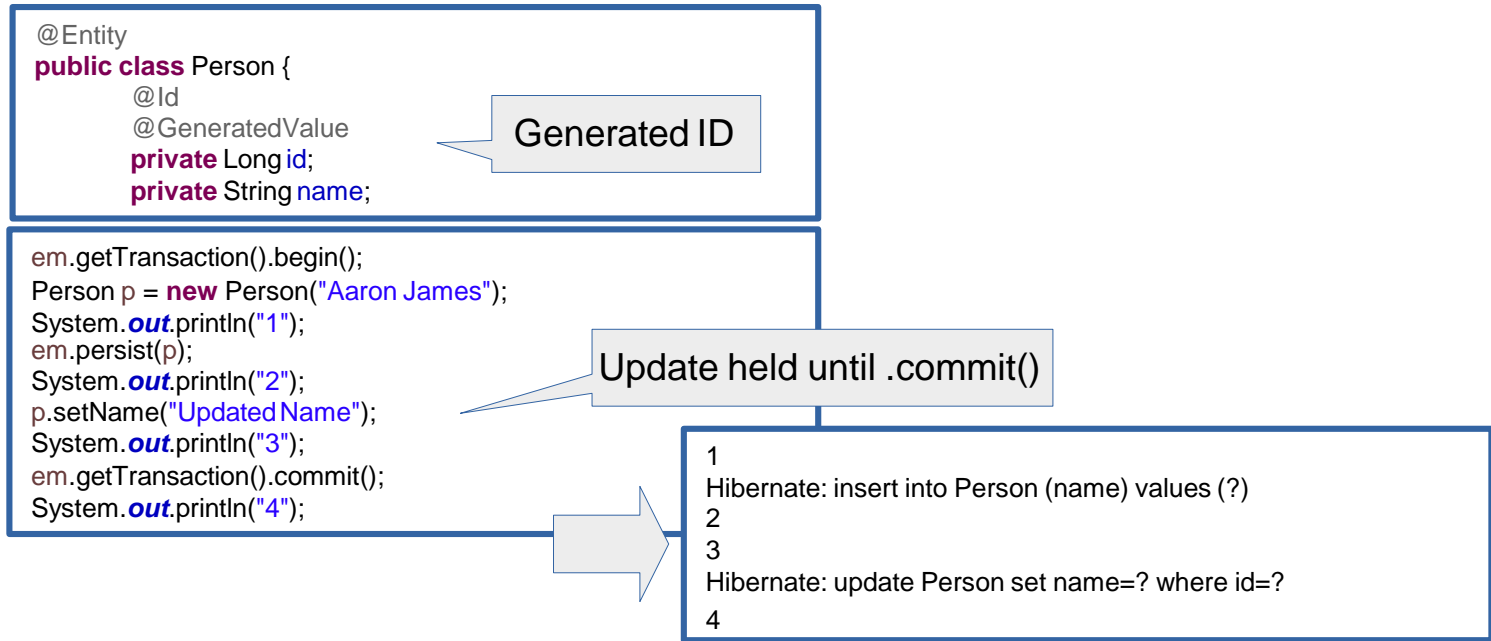 @Entity
public class Person {
@Id
@GeneratedValue
private Long id;
private String name;
Generated ID
em.getTransaction().begin();
Person p = new Person("Aaron James");
System.out.println("1");
em.persist(p);
System.out.println("2");
p.setName("Updated Name");
System.out.println("3");
em.getTransaction().commit();
System.out.println("4");
Update held until .commit()
1
Hibernate: insert into Person (name) values (?)
2
3
Hibernate: update Person set name=? where id=?
4